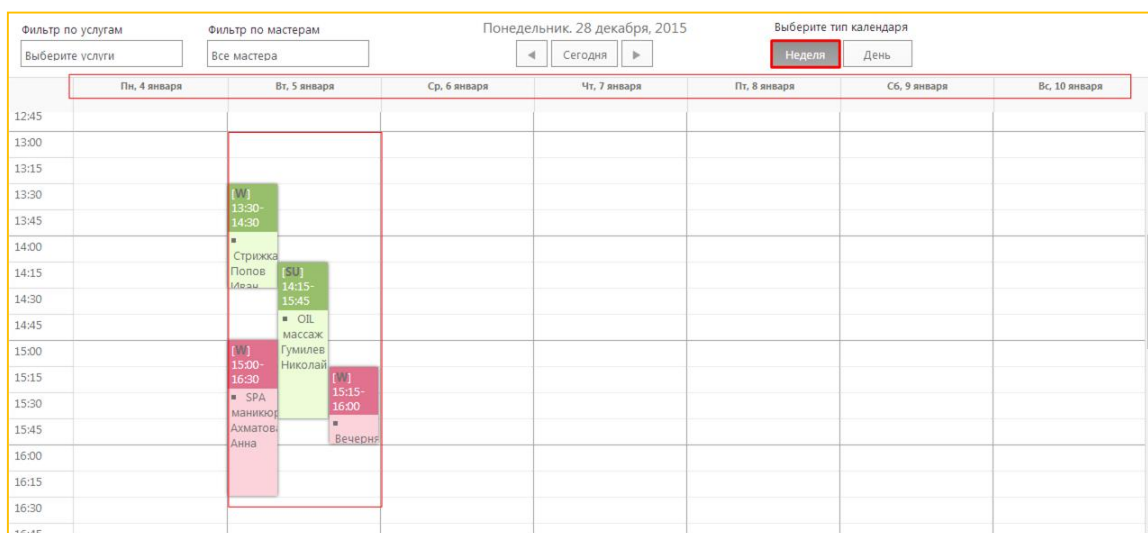 Фильтр по услугам
Фильтр по мастерам
Понедельник. 28 декабря, 2015
Выберите тип календаря
Выберите услуги
Все мастера
Сегодня
Неделя
День
Пн, 4 января
Вт, 5 января
Ср, 6 января
Чт, 7 января
Пт, 8 января
Сб, 9 января
Вс, 10 января
12:45
13:00
13:15
13:30
13:45
14:00
14:15
14:30
14:45
15:00
15:15
15:30
15:45
16:00
16:15
16:30
16:45
[W]
13:30-
14:30
Стрижка
Попов
Иван
[SU]
14:15-
15:45
OIL
массаж
Гумилев
Николай
[W]
15:00-
16:30
SPA
маникюр
Ахматова
Анна
[W]
15:15-
16:00
Вечерня